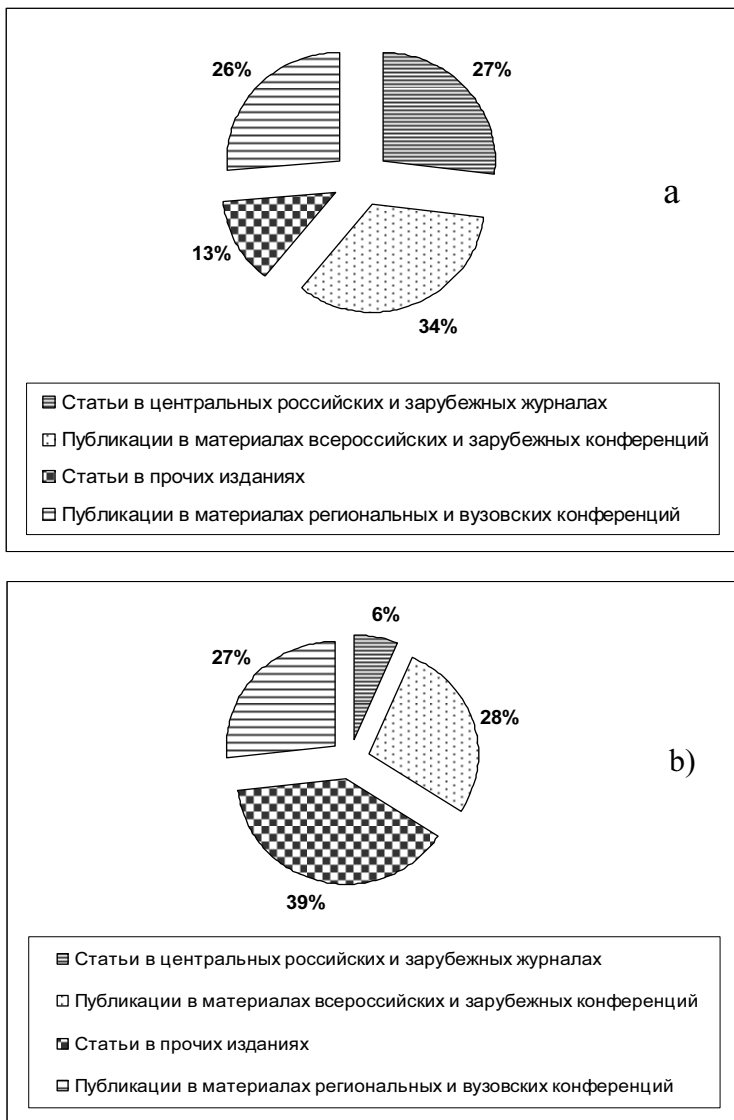 26%
27%
a
13%
34%
Статьи в центральных российских и зарубежных журналах
Публикации в материалах всероссийских и зарубежных конференций
Статьи в прочих изданиях
Публикации в материалах региональных и вузовских конференций
6%
27%
28%
b)
39%
Статьи в центральных российских и зарубежных журналах
Публикации в материалах всероссийских и зарубежных конференций
Статьи в прочих изданиях
Публикации в материалах региональных и вузовских конференций